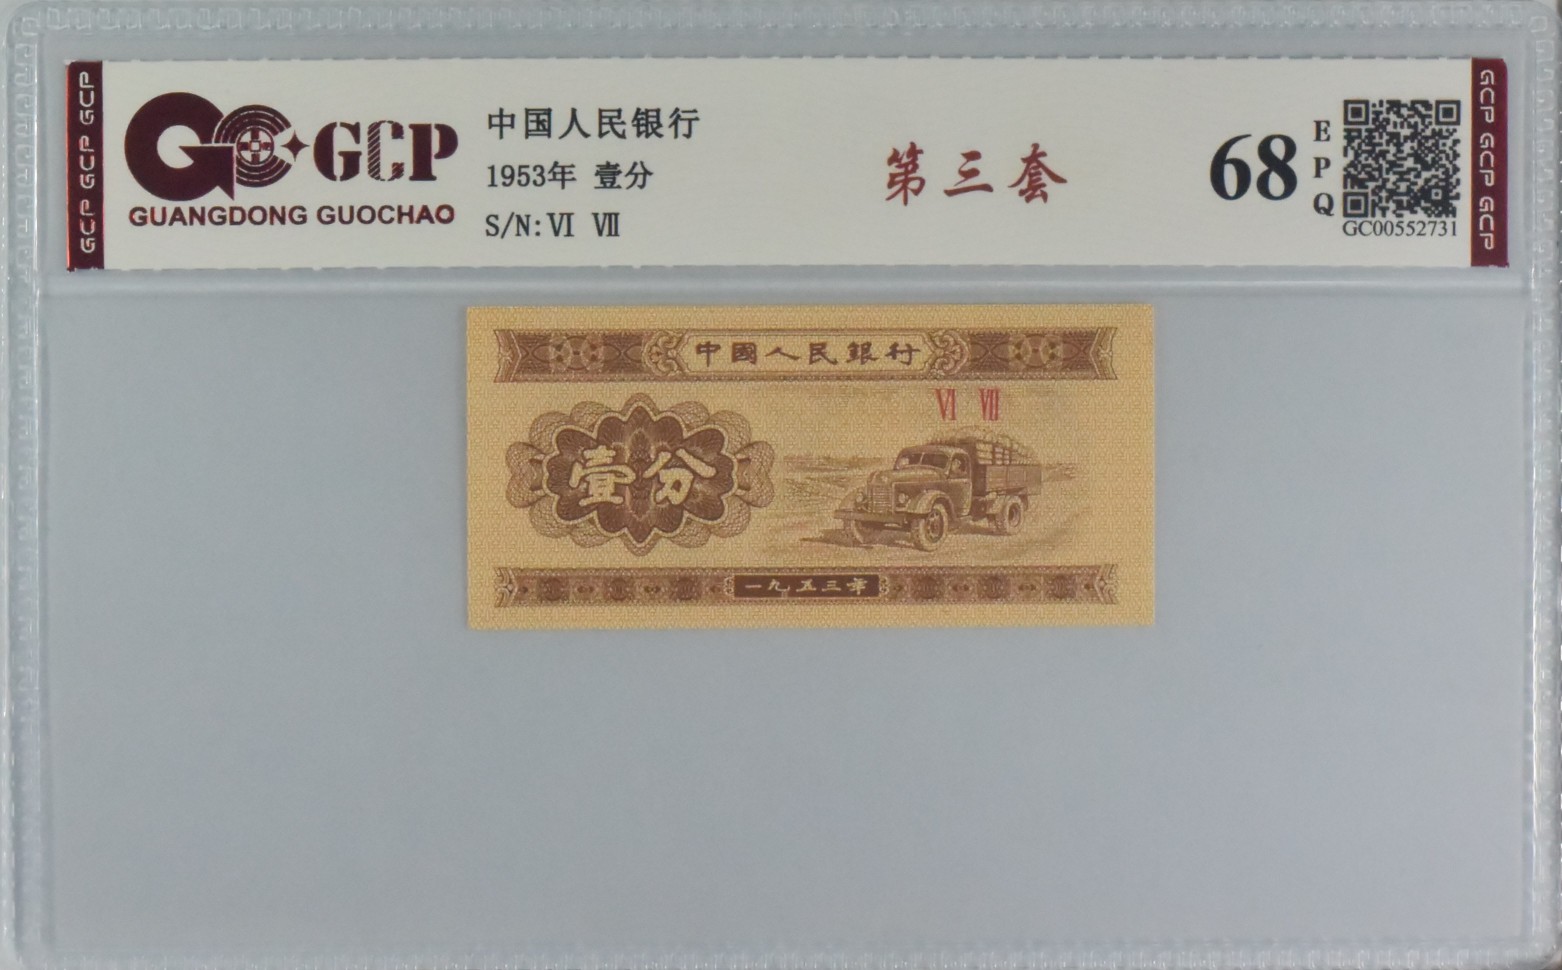 GCP GCP GCP
GCP
GUANGDONG GUOCHAO
中国人民银行
1953年 壹分
S/N:Ⅵ Ⅶ
第三套
68
E
P
Q
GC00552731
GCP GCP GCP
中國人民銀行
Ⅵ Ⅶ
壹分
一九五三年